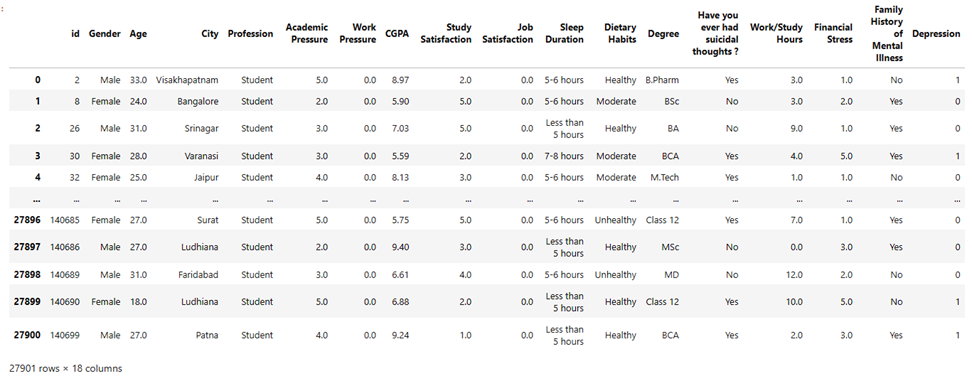 :
id Gender Age City Profession Academic Pressure Work Pressure CGPA Study Satisfaction Job Satisfaction Sleep Duration Dietary Habits Degree Have you ever had suicidal thoughts ? Work/Study Hours Financial Stress Family History of Mental Illness Depression
0 2 Male 33.0 Visakhapatnam Student 5.0 0.0 8.97 2.0 0.0 5-6 hours Healthy B.Pharm Yes 3.0 1.0 No 1
1 8 Female 24.0 Bangalore Student 2.0 0.0 5.90 5.0 0.0 5-6 hours Moderate BSc No 3.0 2.0 Yes 0
2 26 Male 31.0 Srinagar Student 3.0 0.0 7.03 5.0 0.0 Less than 5 hours Healthy BA No 9.0 1.0 Yes 0
3 30 Female 28.0 Varanasi Student 3.0 0.0 5.59 2.0 0.0 7-8 hours Moderate BCA Yes 4.0 5.0 Yes 1
4 32 Female 25.0 Jaipur Student 4.0 0.0 8.13 3.0 0.0 5-6 hours Moderate M.Tech Yes 1.0 1.0 No 0
... ... ... ... ... ... ... ... ... ... ... ... ... ... ... ... ... ... ...
27896 140685 Female 27.0 Surat Student 5.0 0.0 5.75 5.0 0.0 5-6 hours Unhealthy Class 12 Yes 7.0 1.0 Yes 0
27897 140686 Male 27.0 Ludhiana Student 2.0 0.0 9.40 3.0 0.0 Less than 5 hours Healthy MSc No 0.0 3.0 Yes 0
27898 140689 Male 31.0 Faridabad Student 3.0 0.0 6.61 4.0 0.0 5-6 hours Unhealthy MD No 12.0 2.0 No 0
27899 140690 Female 18.0 Ludhiana Student 5.0 0.0 6.88 2.0 0.0 Less than 5 hours Healthy Class 12 Yes 10.0 5.0 No 1
27900 140699 Male 27.0 Patna Student 4.0 0.0 9.24 1.0 0.0 Less than 5 hours Healthy BCA Yes 2.0 3.0 Yes 1
27901 rows × 18 columns